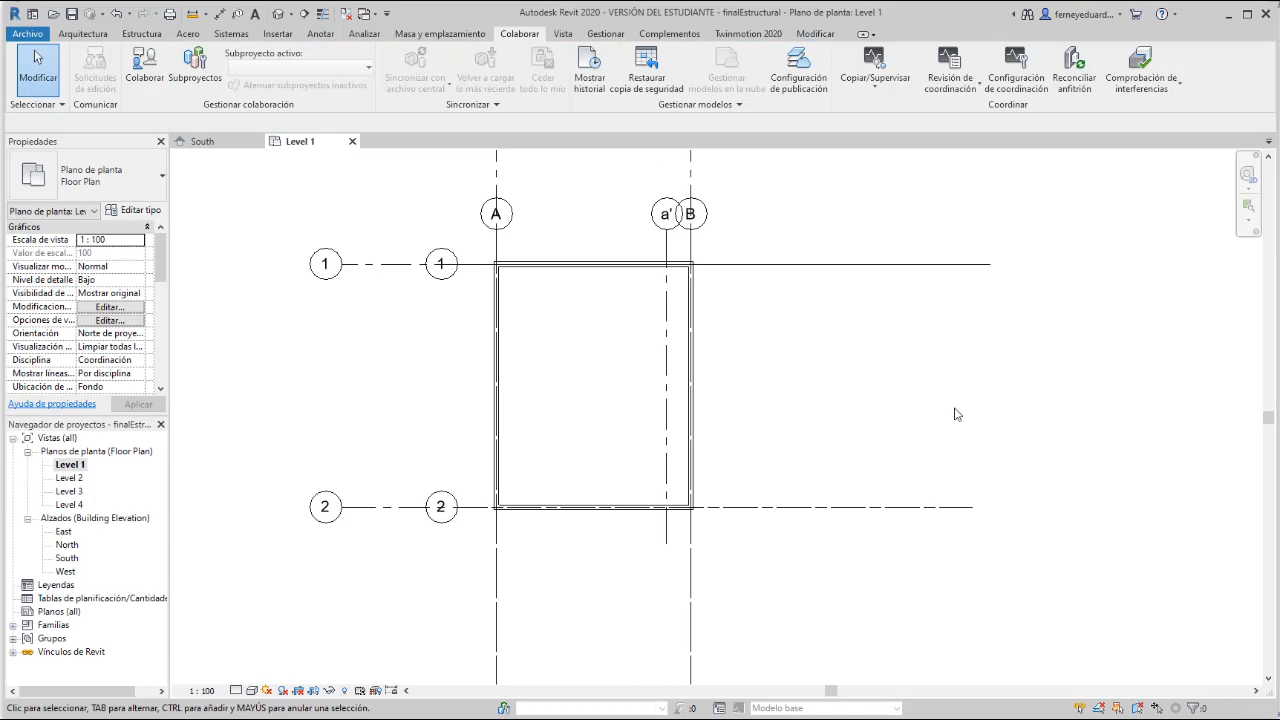 Autodesk Revit 2020 - VERSIÓN DEL ESTUDIANTE - finalEstructural - Plano de planta: Level 1
ferneyeduard...
Archivo Arquitectura Estructura Acero Sistemas Insertar Anotar Analizar Masa y emplazamiento Colaborar Vista Gestionar Complementos Twinmotion 2020 Modificar
Modificar
Solicitudes de edición
Colaborar
Subproyectos
Subproyecto activo:
Atenuar subproyectos inactivos
Sincronizar con archivo central
Volver a cargar lo más reciente
Ceder todo lo mío
Mostrar historial
Restaurar copia de seguridad
Gestionar modelos en la nube
Configuración de publicación
Copiar/Supervisar
Revisión de coordinación
Configuración de coordinación
Reconciliar anfitrión
Comprobación de interferencias
Seleccionar Comunicar Gestionar colaboración Sincronizar Gestionar modelos Coordinar
Propiedades
South
Level 1
Plano de planta
Floor Plan
Plano de planta: Lev
Editar tipo
Gráficos
Escala de vista 1 : 100
Valor de escal... 100
Visualizar mo... Normal
Nivel de detalle Bajo
Visibilidad de ... Mostrar original
Modificacion... Editar...
Opciones de v... Editar...
Orientación Norte de proye...
Visualización ... Limpiar todas l...
Disciplina Coordinación
Mostrar líneas... Por disciplina
Ubicación de ... Fondo
Ayuda de propiedades Aplicar
Navegador de proyectos - finalEstr...
Vistas (all)
Planos de planta (Floor Plan)
Level 1
Level 2
Level 3
Level 4
Alzados (Building Elevation)
East
North
South
West
Leyendas
Tablas de planificación/Cantidade
Planos (all)
Familias
Grupos
Vínculos de Revit
A a' B
1 1
2 2
1 : 100
Clic para seleccionar, TAB para alternar, CTRL para añadir y MAYÚS para anular una selección.
:0
Modelo base
:0